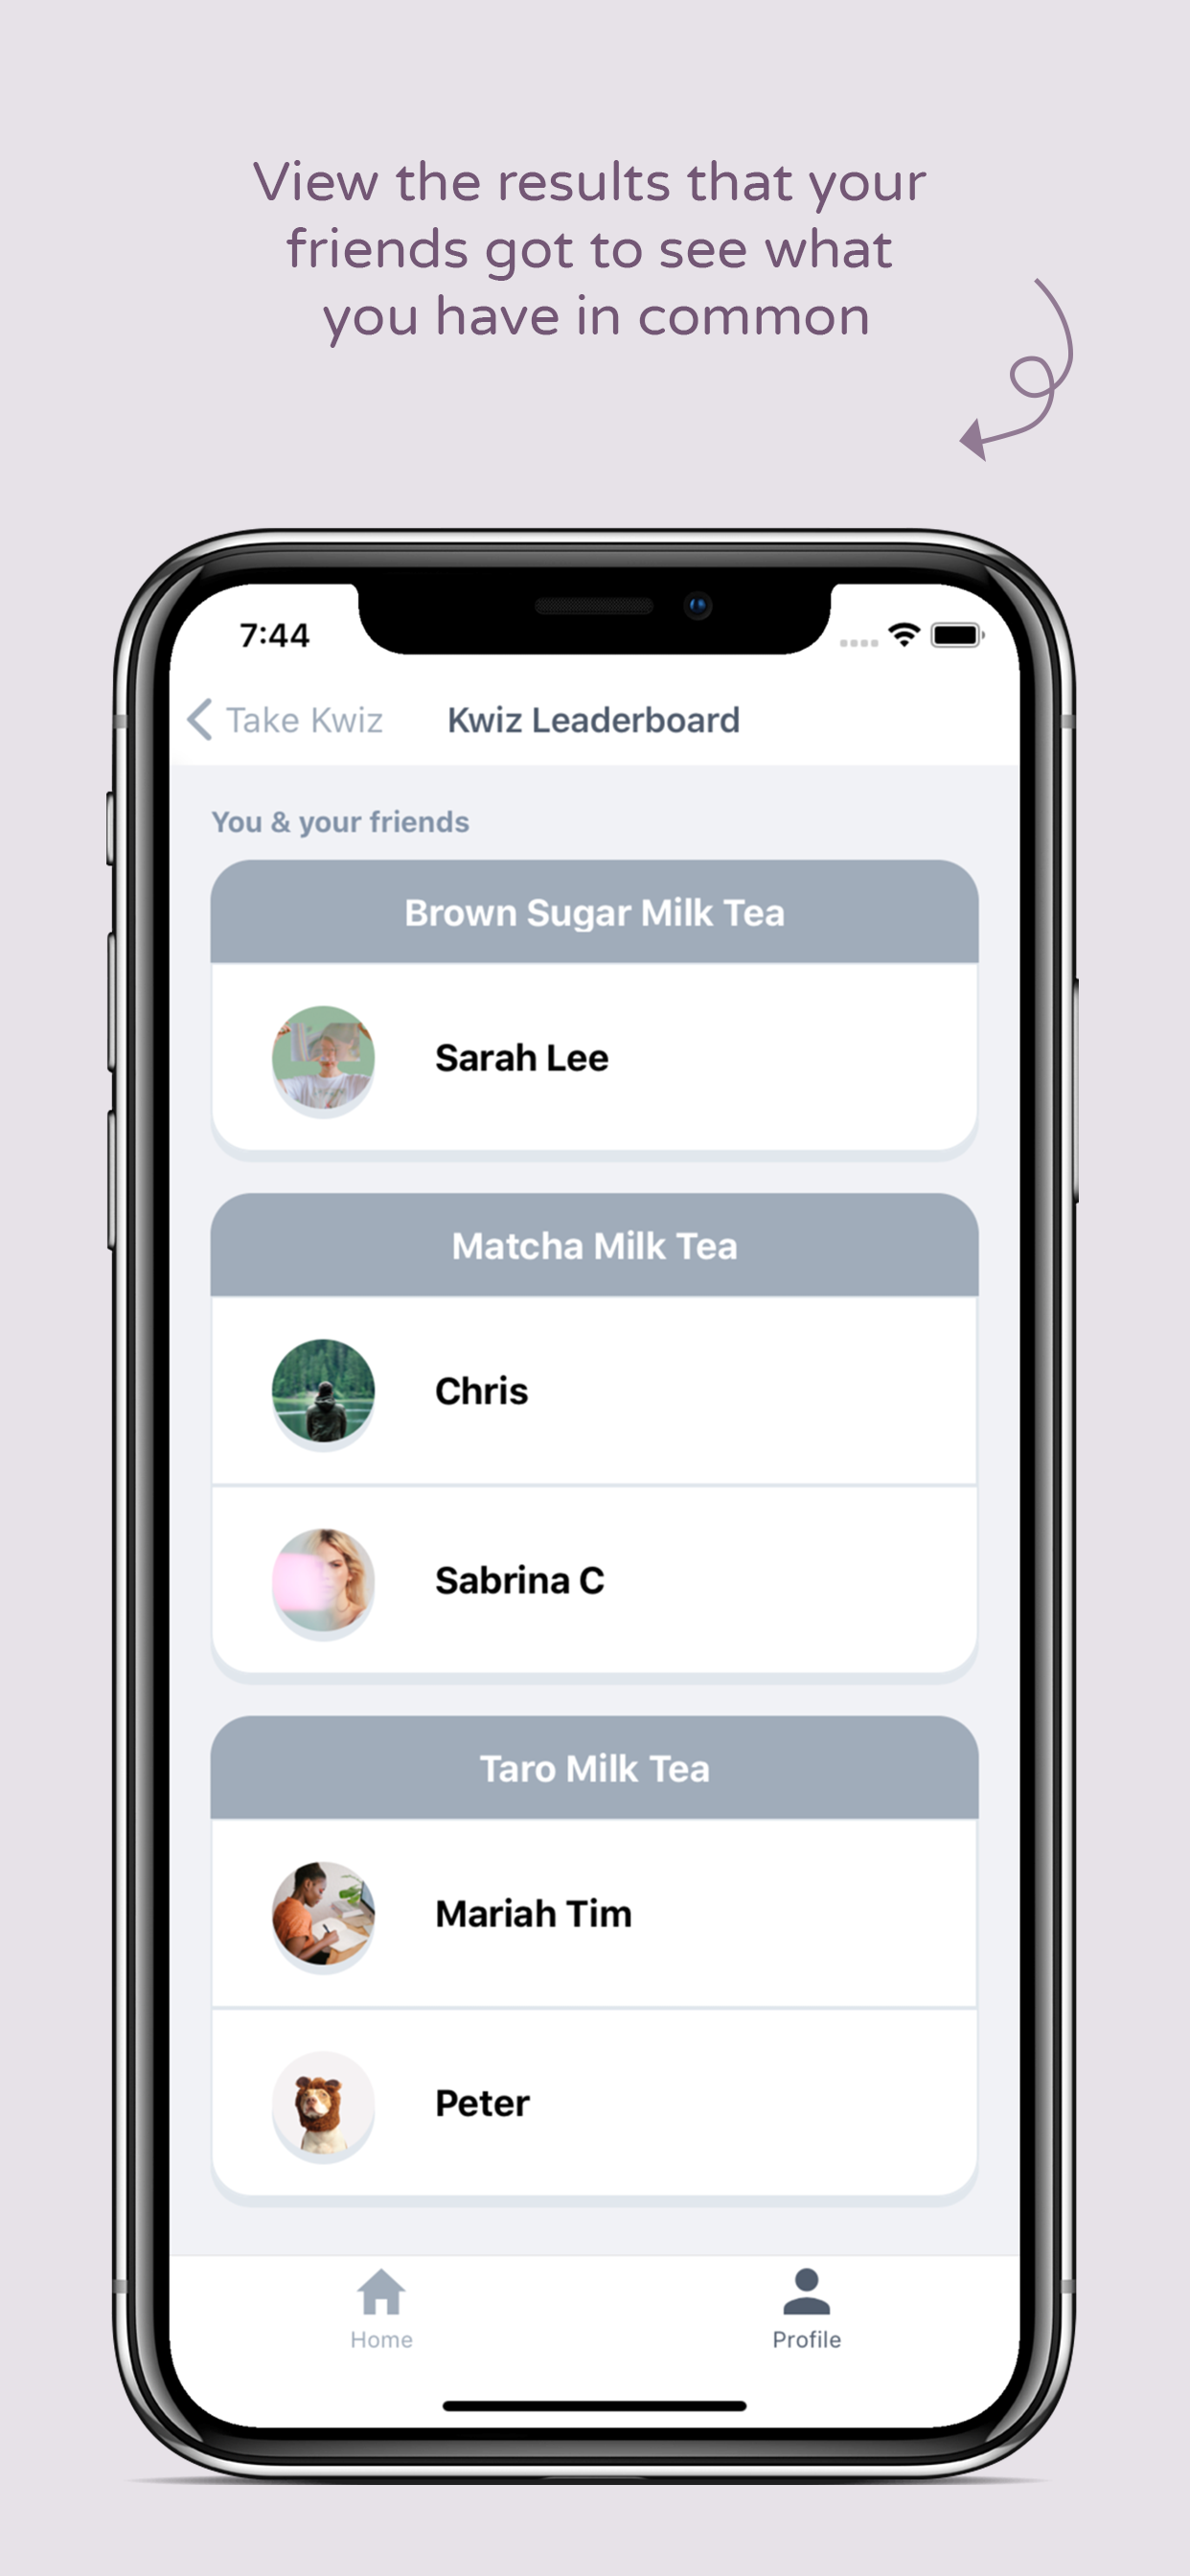 View the results that your
friends got to see what
you have in common
7:44
Take Kwiz
Kwiz Leaderboard
You & your friends
Brown Sugar Milk Tea
Sarah Lee
Matcha Milk Tea
Chris
Sabrina C
Taro Milk Tea
Mariah Tim
Peter
Home
Profile